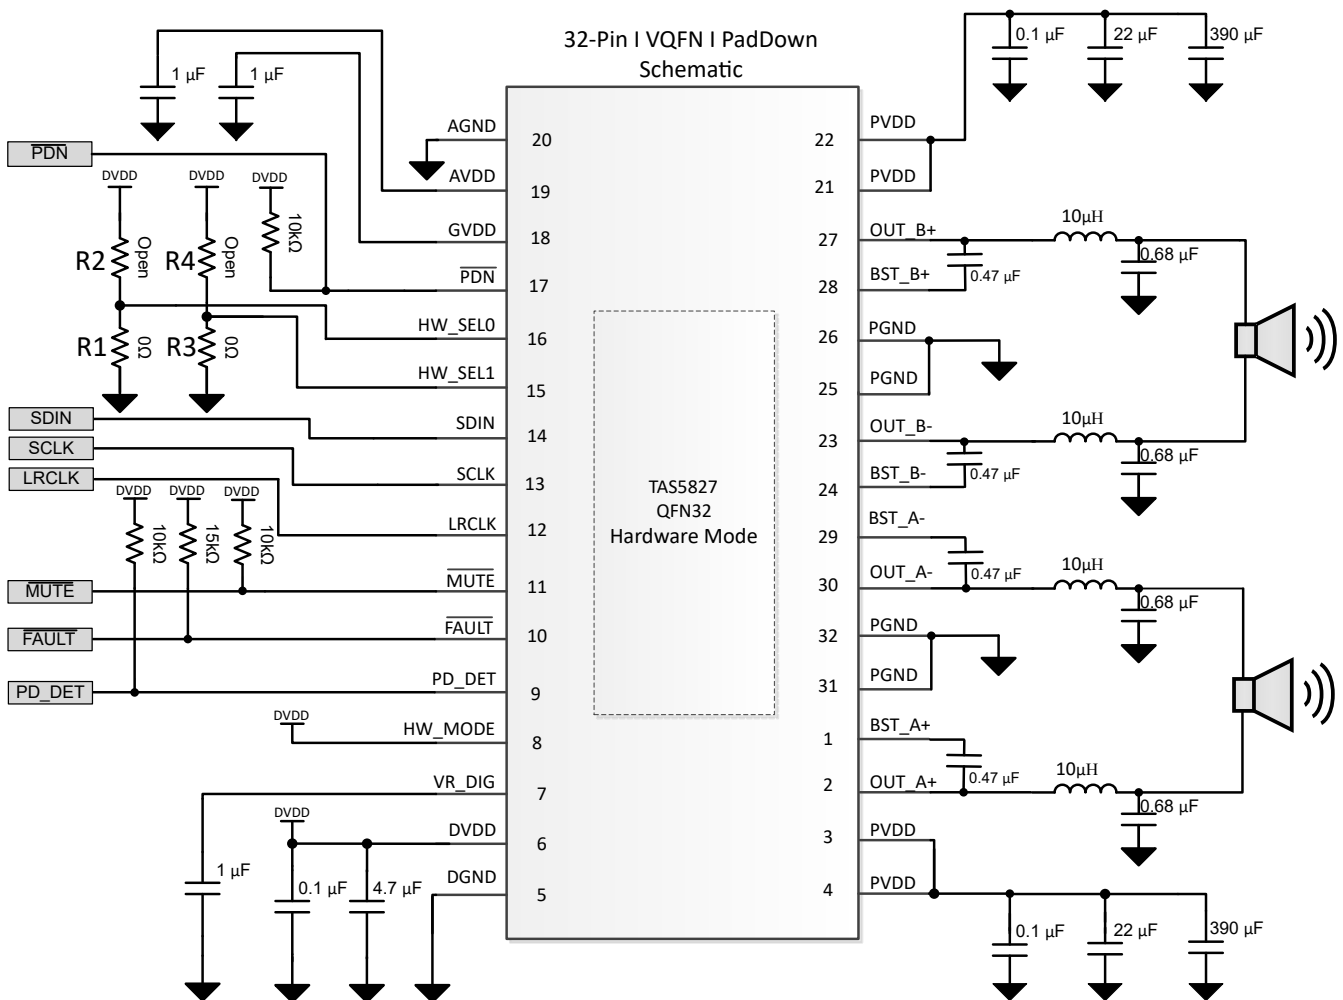 32-Pin I VQFN I PadDown
Schematic
1 µF
1 µF
0.1 µF
22 µF
390 µF
AGND
20
22
PVDD
PDN
DVDD
DVDD
DVDD
AVDD
19
21
PVDD
10kΩ
GVDD
18
27
OUT_B+
10µH
0.68 µF
R2
Open
R4
Open
PDN
17
28
BST_B+
0.47 µF
HW_SEL0
16
26
PGND
R1
0Ω
R3
0Ω
HW_SEL1
15
25
PGND
SDIN
SDIN
14
23
OUT_B-
10µH
0.68 µF
SCLK
SCLK
13
24
BST_B-
0.47 µF
LRCLK
DVDD
DVDD
DVDD
TAS5827
QFN32
Hardware Mode
LRCLK
12
29
BST_A-
10kΩ
15kΩ
10kΩ
0.47 µF
10µH
MUTE
MUTE
11
30
OUT_A-
0.68 µF
FAULT
FAULT
10
32
PGND
PD_DET
PD_DET
9
31
PGND
DVDD
HW_MODE
8
1
BST_A+
VR_DIG
7
2
OUT_A+
0.47 µF
10µH
0.68 µF
DVDD
DVDD
6
3
PVDD
1 µF
0.1 µF
4.7 µF
DGND
5
4
PVDD
0.1 µF
22 µF
390 µF